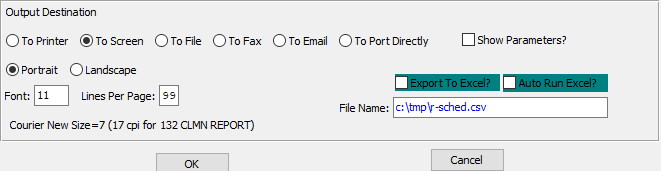 Output Destination
To Printer To Screen To File To Fax To Email To Port Directly Show Parameters?
Portrait Landscape
Export To Excel? Auto Run Excel?
Font: 11 Lines Per Page: 99
File Name: c:\tmp\r-sched.csv
Courier New Size=7 (17 cpi for 132 CLMN REPORT)
OK Cancel